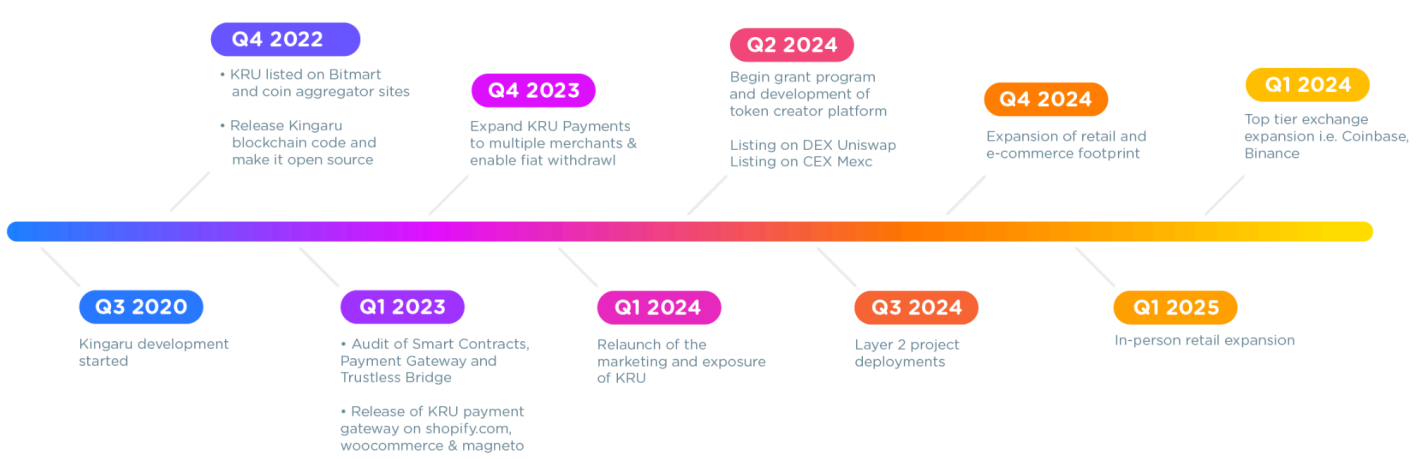 Q4 2022
• KRU listed on Bitmart
and coin aggregator sites
• Release Kingaru
blockchain code and
make it open source
Q4 2023
Expand KRU Payments
to multiple merchants &
enable fiat withdrawl
Q2 2024
Begin grant program
and development of
token creator platform
Listing on DEX Uniswap
Listing on CEX Mexc
Q4 2024
Expansion of retail and
e-commerce footprint
Q1 2024
Top tier exchange
expansion i.e. Coinbase,
Binance
Q3 2020
Kingaru development
started
Q1 2023
• Audit of Smart Contracts,
Payment Gateway and
Trustless Bridge
• Release of KRU payment
gateway on shopify.com,
woocommerce & magneto
Q1 2024
Relaunch of the
marketing and exposure
of KRU
Q3 2024
Layer 2 project
deployments
Q1 2025
In-person retail expansion